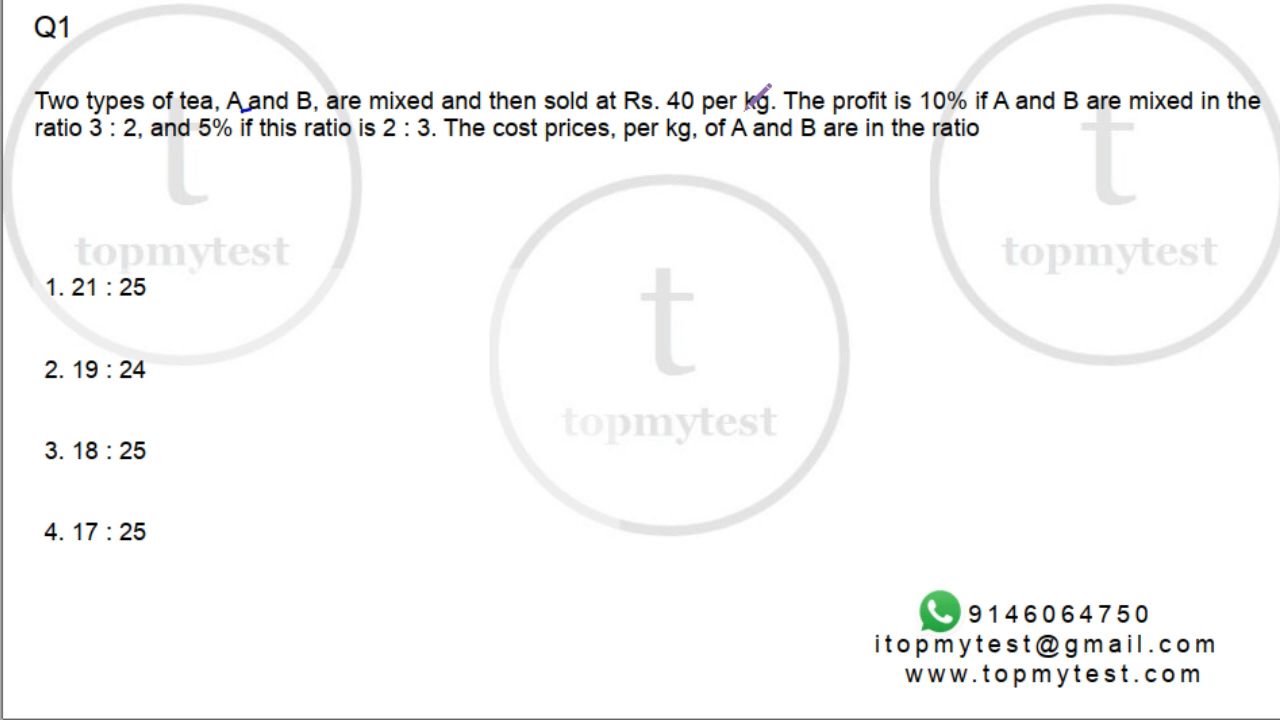 Q1
Two types of tea, A and B, are mixed and then sold at Rs. 40 per kg. The profit is 10% if A and B are mixed in the
ratio 3 : 2, and 5% if this ratio is 2 : 3. The cost prices, per kg, of A and B are in the ratio
t
topmytest
t
topmytest
t
topmytest
1. 21 : 25
2. 19 : 24
3. 18 : 25
4. 17 : 25
9146064750
itopmytest@gmail.com
www.topmytest.com